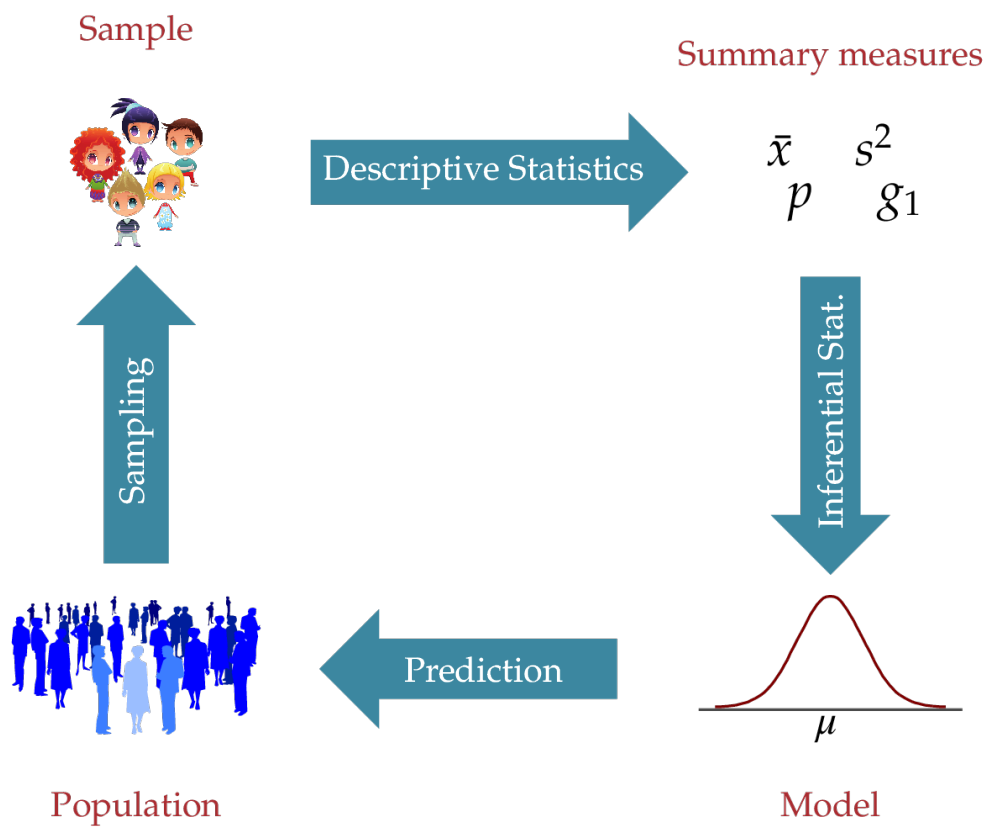 Sample
Summary measures
Descriptive Statistics
x̄ s²
p g₁
Sampling
Inferential Stat.
Prediction
μ
Population
Model